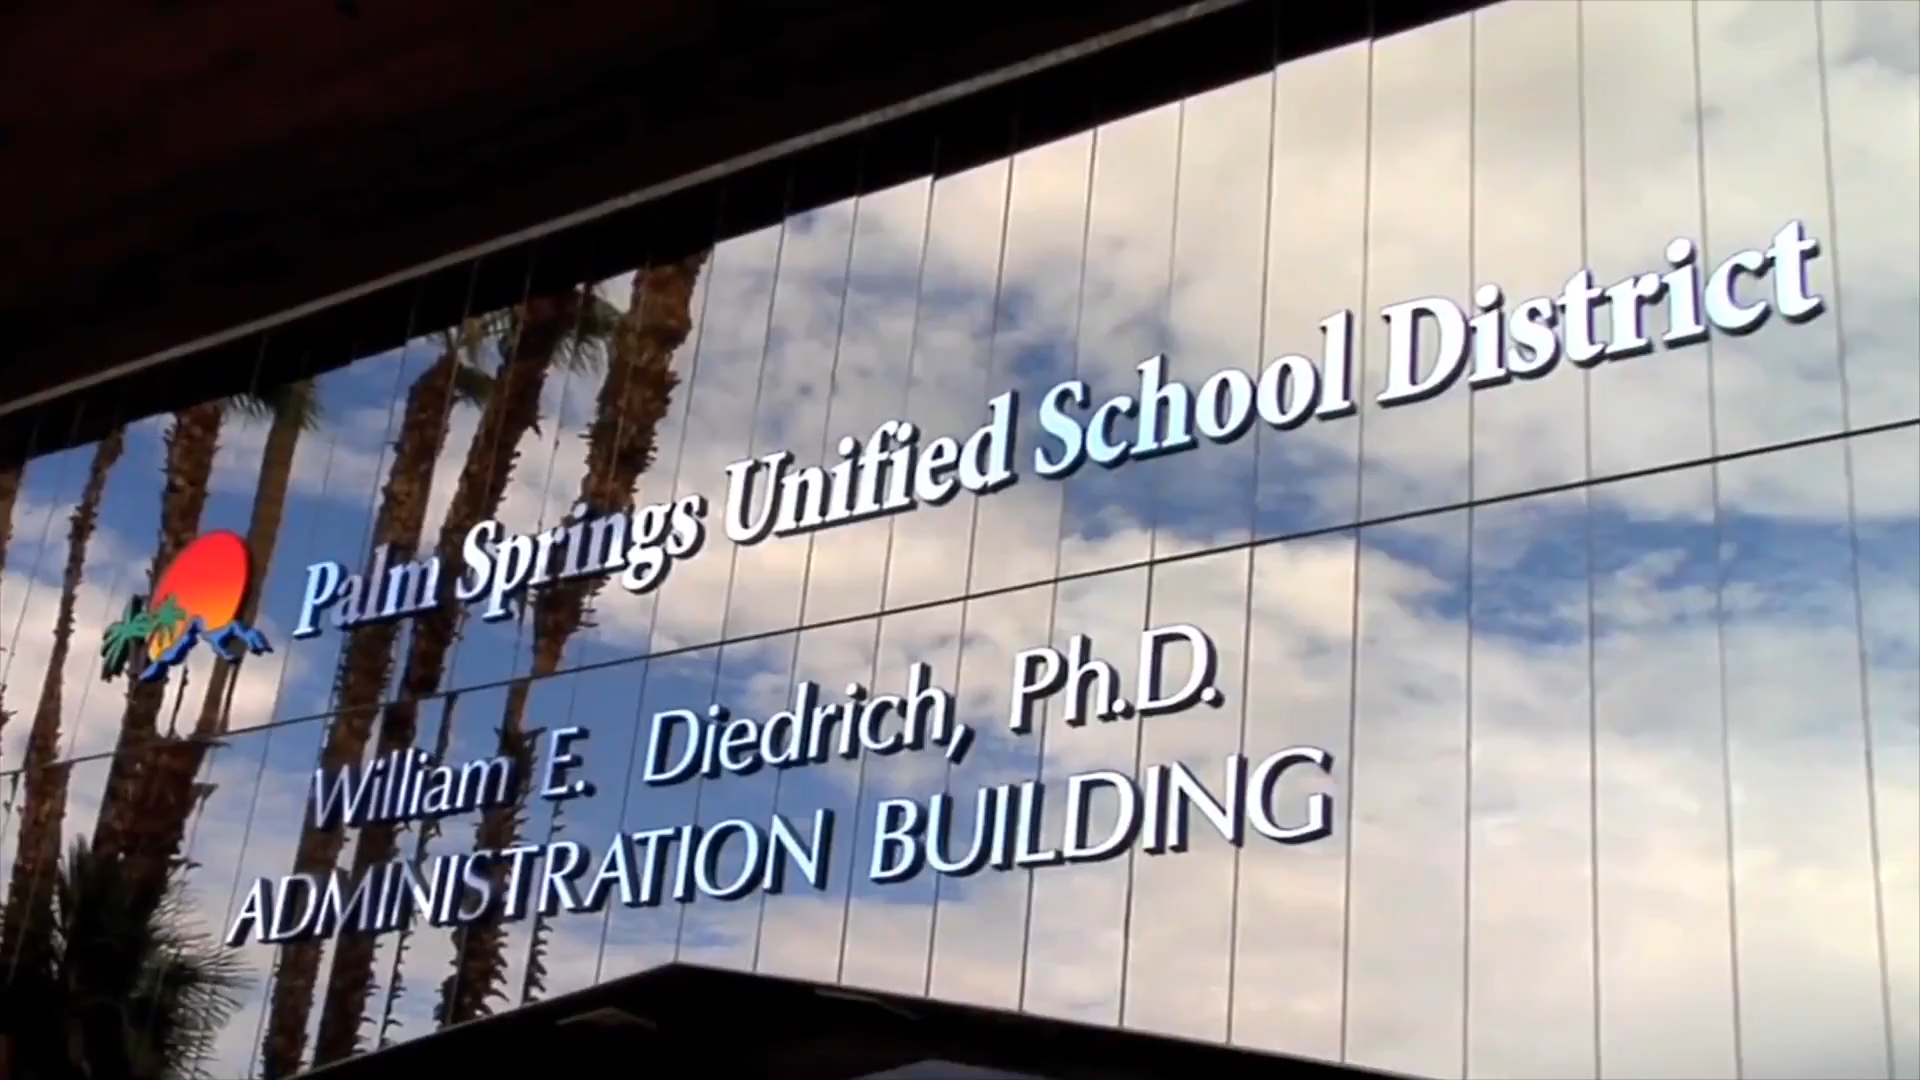 Palm Springs Unified School District
William E. Diedrich, Ph.D.
ADMINISTRATION BUILDING